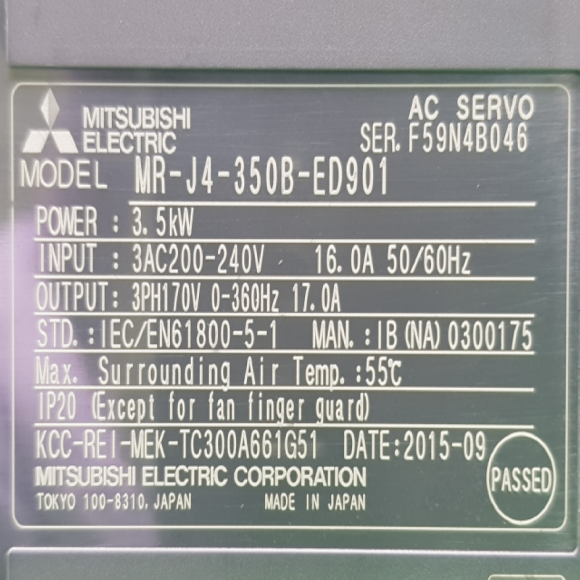 MITSUBISHI
ELECTRIC
AC SERVO
SER. F59N4B046
MODEL MR-J4-350B-ED901
POWER : 3.5kW
INPUT : 3AC200-240V 16.0A 50/60Hz
OUTPUT: 3PH170V 0-360Hz 17.0A
STD.:IEC/EN61800-5-1 MAN.:IB(NA)0300175
Max. Surrounding Air Temp.:55℃
IP20 (Except for fan finger guard)
KCC-REI-MEK-TC300A661G51 DATE:2015-09
MITSUBISHI ELECTRIC CORPORATION
TOKYO 100-8310, JAPAN MADE IN JAPAN
PASSED